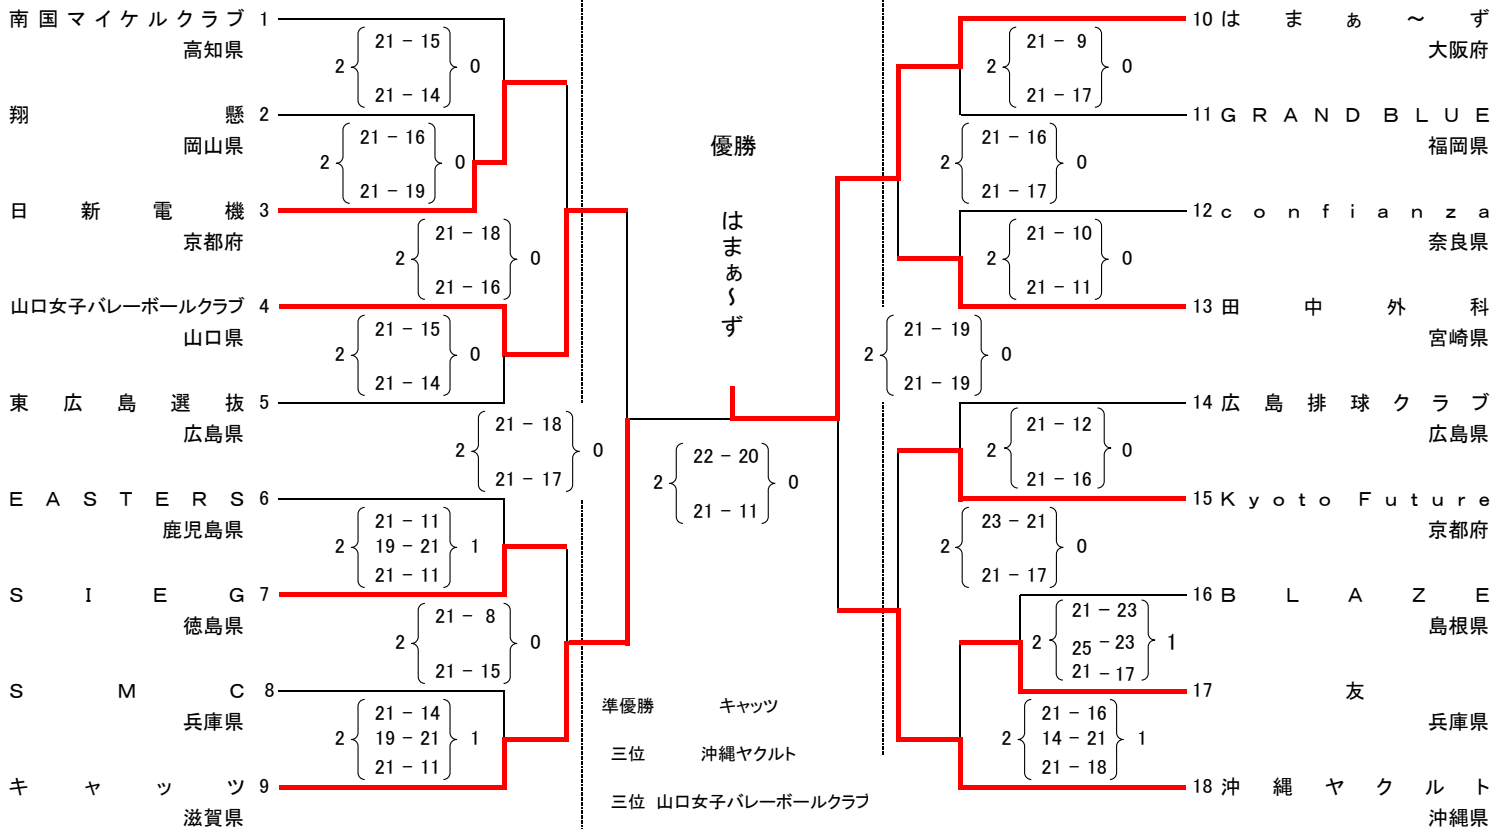 南国マイケルクラブ 1
高知県
2 21 - 15 0
21 - 14
翔懸 2
岡山県
2 21 - 16 0
21 - 19
日新電機 3
京都府
2 21 - 18 0
21 - 16
山口女子バレーボールクラブ 4
山口県
2 21 - 15 0
21 - 14
東広島選抜 5
広島県
2 21 - 18 0
21 - 17
EASTERS 6
鹿児島県
2 21 - 11 1
19 - 21
21 - 11
SIEG 7
徳島県
2 21 - 8 0
21 - 15
SMC 8
兵庫県
2 21 - 14 1
19 - 21
21 - 11
キャッツ 9
滋賀県
優勝
はまぁ～ず
2 22 - 20 0
21 - 11
準優勝 キャッツ
三位 沖縄ヤクルト
三位 山口女子バレーボールクラブ
10 はまぁ～ず
大阪府
2 21 - 9 0
21 - 17
11 GRAND BLUE
福岡県
2 21 - 16 0
21 - 17
12 confianza
奈良県
2 21 - 10 0
21 - 11
13 田中外科
宮崎県
2 21 - 19 0
21 - 19
14 広島排球クラブ
広島県
2 21 - 12 0
21 - 16
15 Kyoto Future
京都府
2 23 - 21 0
21 - 17
16 BLAZE
島根県
2 21 - 23 1
25 - 23
21 - 17
17 友
兵庫県
2 21 - 16 1
14 - 21
21 - 18
18 沖縄ヤクルト
沖縄県